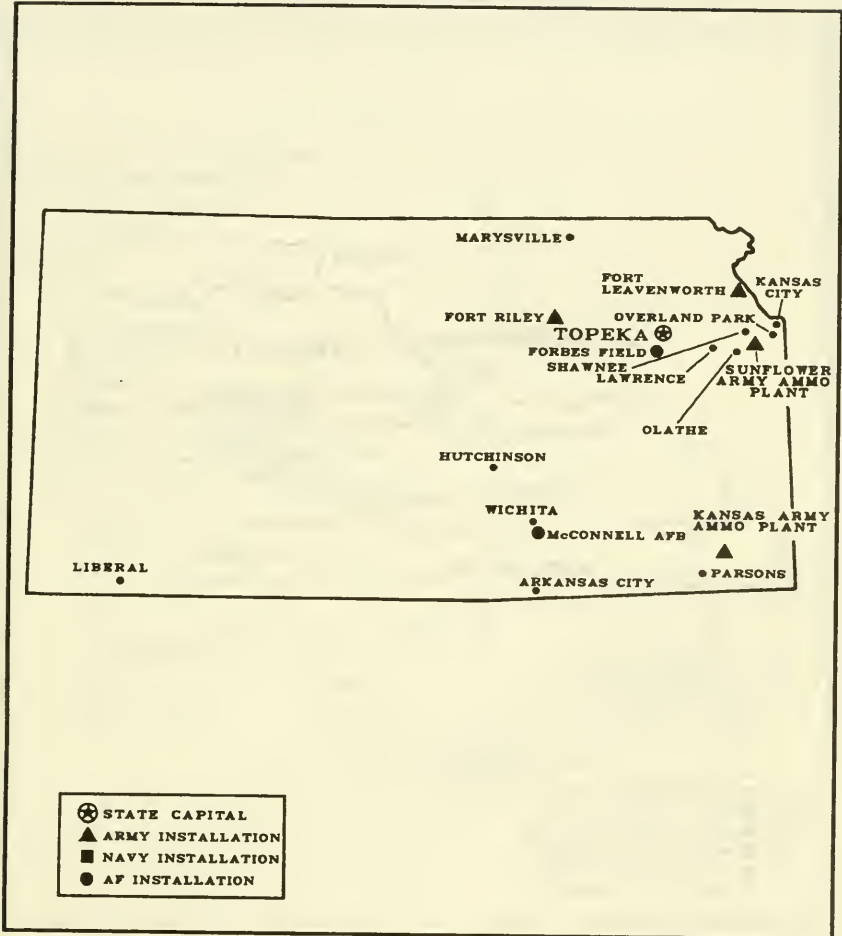 MARYSVILLE
FORT
LEAVENWORTH
KANSAS
CITY
FORT RILEY
OVERLAND PARK
TOPEKA
FORBES FIELD
SHAWNEE
LAWRENCE
SUNFLOWER
ARMY AMMO
PLANT
OLATHE
HUTCHINSON
WICHITA
McCONNELL AFB
KANSAS ARMY
AMMO PLANT
LIBERAL
PARSONS
ARKANSAS CITY
STATE CAPITAL
ARMY INSTALLATION
NAVY INSTALLATION
AF INSTALLATION